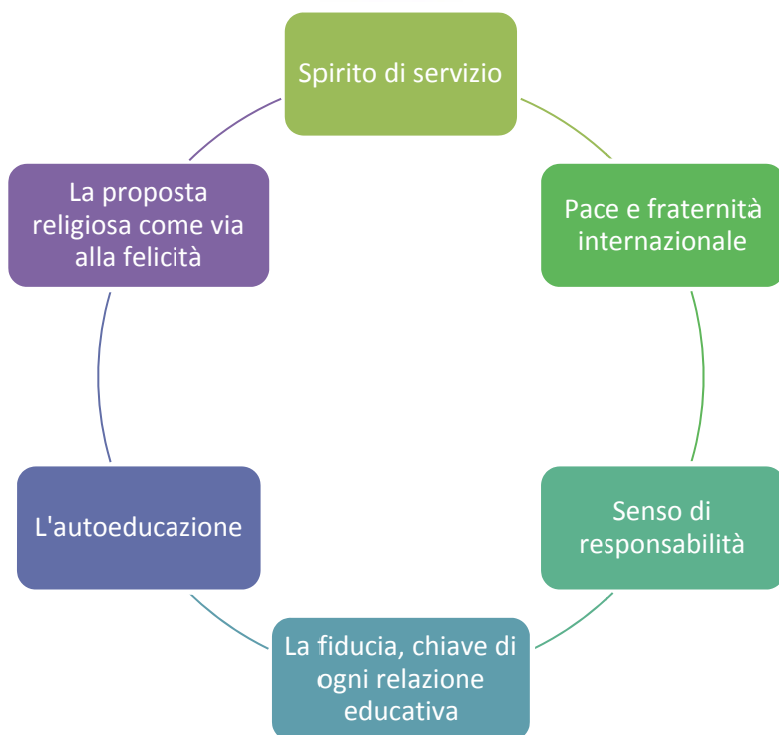 Spirito di servizio
Pace e fraternità
internazionale
Senso di
responsabilità
La fiducia, chiave di
ogni relazione
educativa
L'autoeducazione
La proposta
religiosa come via
alla felicità